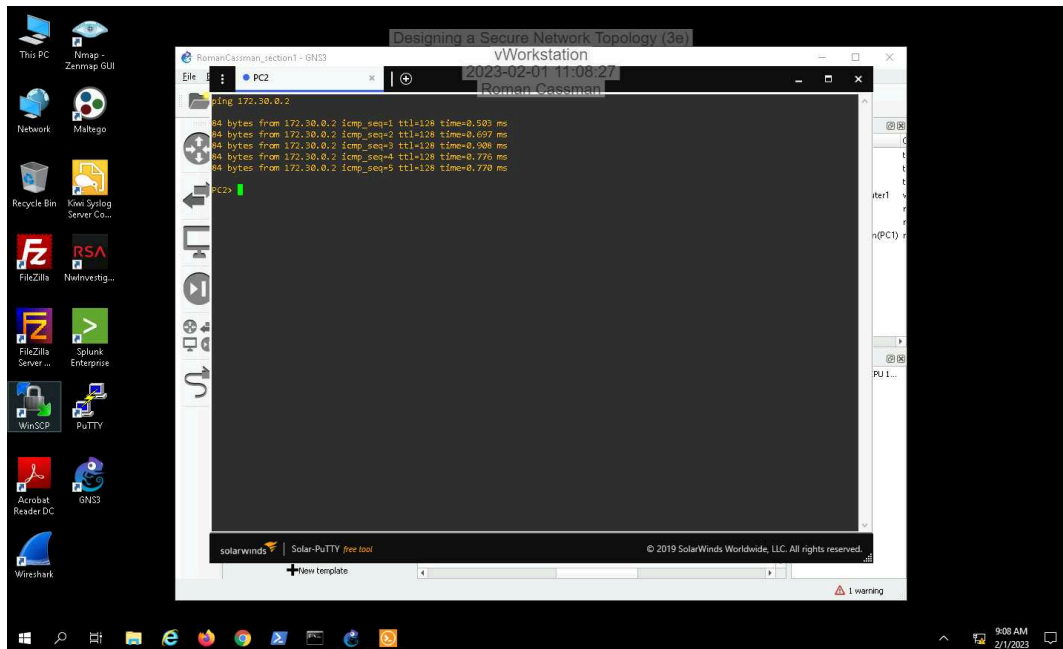 Designing a Secure Network Topology (3e)
vWorkstation
2023-02-01 11:08:27
Roman Cassman
This PC
Nmap -
Zenmap GUI
Network
Maltego
Recycle Bin
Kiwi Syslog
Server Co...
FileZilla
RSA
NwInvestig...
FileZilla
Server ...
Splunk
Enterprise
WinSCP
PuTTY
Acrobat
Reader DC
GNS3
Wireshark
RomanCassman_section1 - GNS3
File
PC2
ping 172.30.0.2
84 bytes from 172.30.0.2 icmp_seq=1 ttl=128 time=0.503 ms
84 bytes from 172.30.0.2 icmp_seq=2 ttl=128 time=0.697 ms
84 bytes from 172.30.0.2 icmp_seq=3 ttl=128 time=0.908 ms
84 bytes from 172.30.0.2 icmp_seq=4 ttl=128 time=0.776 ms
84 bytes from 172.30.0.2 icmp_seq=5 ttl=128 time=0.770 ms
PC2>
uter1
n(PC1)
PU 1...
solarwinds
Solar-PuTTY free tool
© 2019 SolarWinds Worldwide, LLC. All rights reserved.
New template
1 warning
9:08 AM
2/1/2023